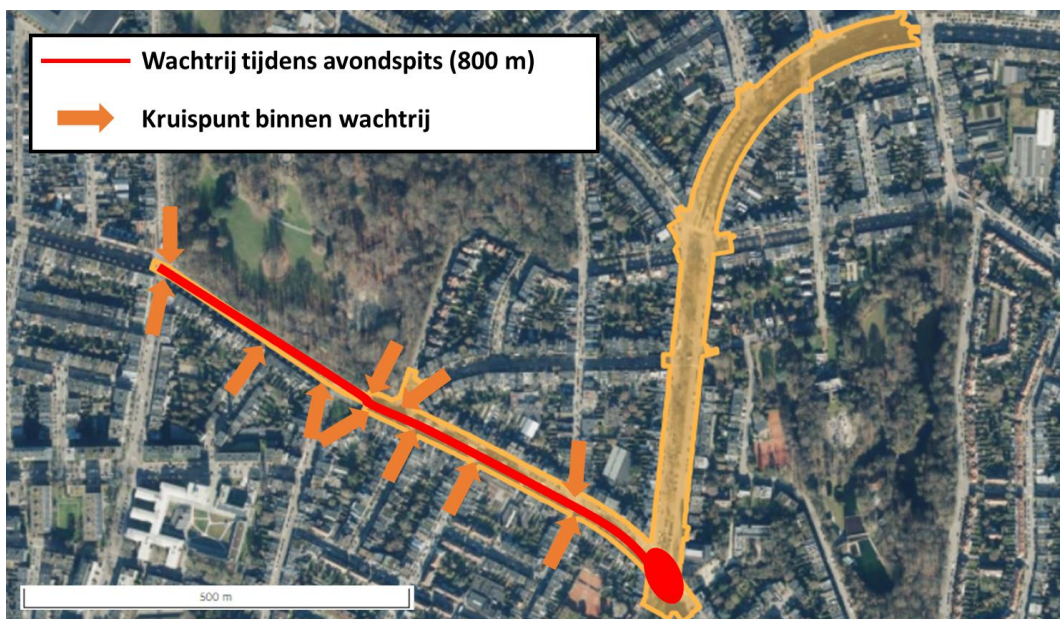 Wachtrij tijdens avondspits (800 m)
Kruispunt binnen wachtrij
500 m